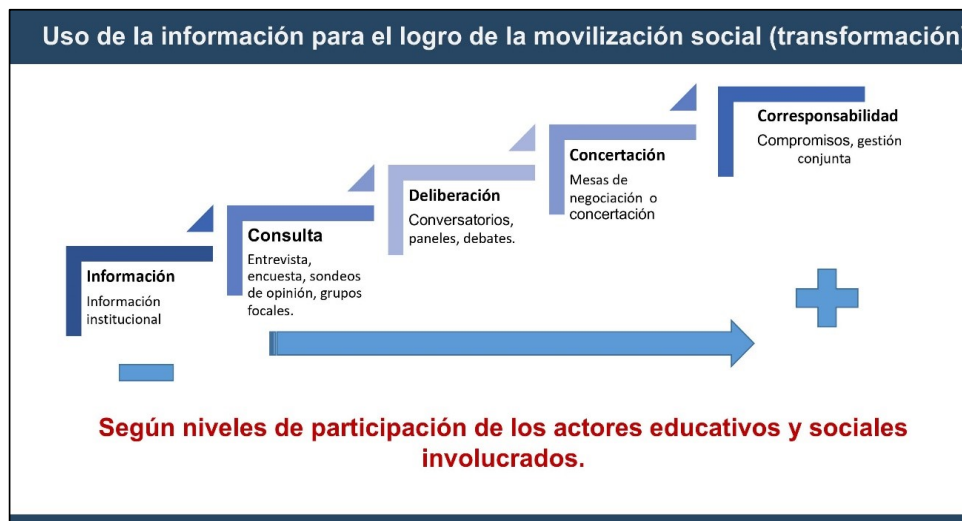 Uso de la información para el logro de la movilización social (transformación)
Información
Información
institucional
Consulta
Entrevista,
encuesta, sondeos
de opinión, grupos
focales.
Deliberación
Conversatorios,
paneles, debates.
Concertación
Mesas de
negociación o
concertación
Corresponsabilidad
Compromisos, gestión
conjunta
Según niveles de participación de los actores educativos y sociales
involucrados.